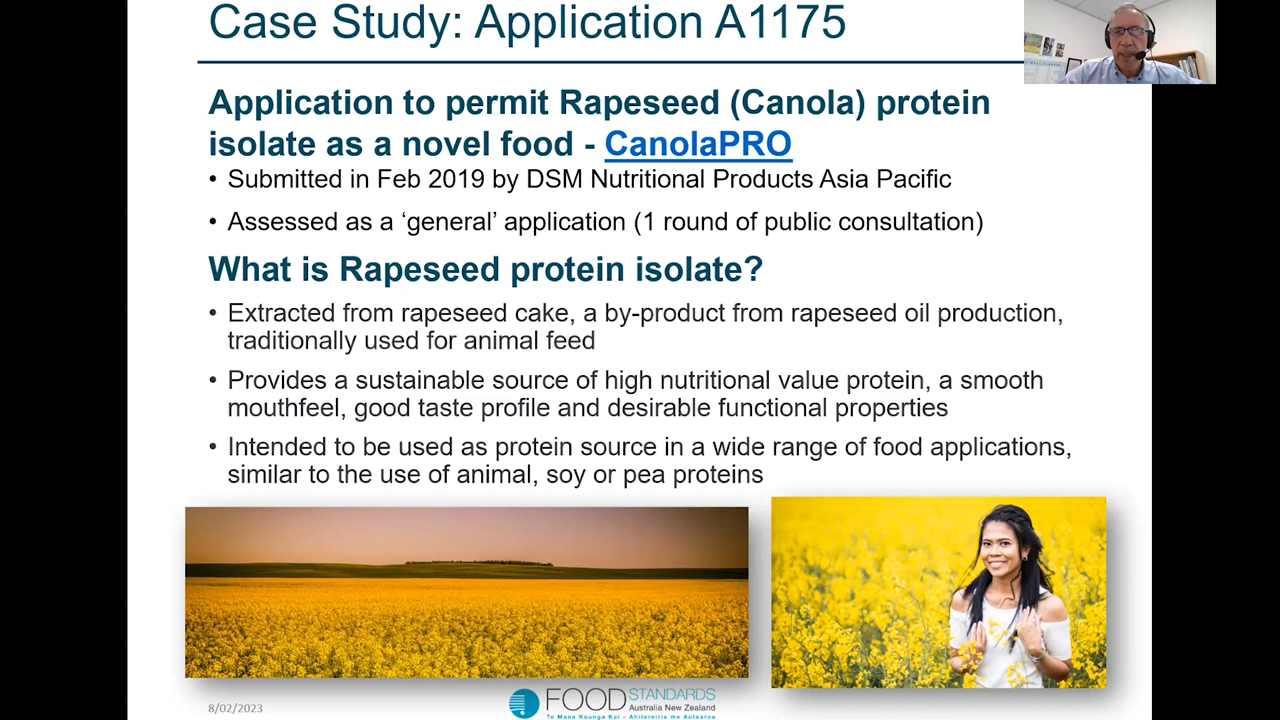 Case Study: Application A1175
Application to permit Rapeseed (Canola) protein
isolate as a novel food - CanolaPRO
• Submitted in Feb 2019 by DSM Nutritional Products Asia Pacific
• Assessed as a ‘general’ application (1 round of public consultation)
What is Rapeseed protein isolate?
• Extracted from rapeseed cake, a by-product from rapeseed oil production,
traditionally used for animal feed
• Provides a sustainable source of high nutritional value protein, a smooth
mouthfeel, good taste profile and desirable functional properties
• Intended to be used as protein source in a wide range of food applications,
similar to the use of animal, soy or pea proteins
8/02/2023
FOOD STANDARDS
Australia New Zealand
Te Mana Kounga Kai – Ahitereiria me Aotearoa